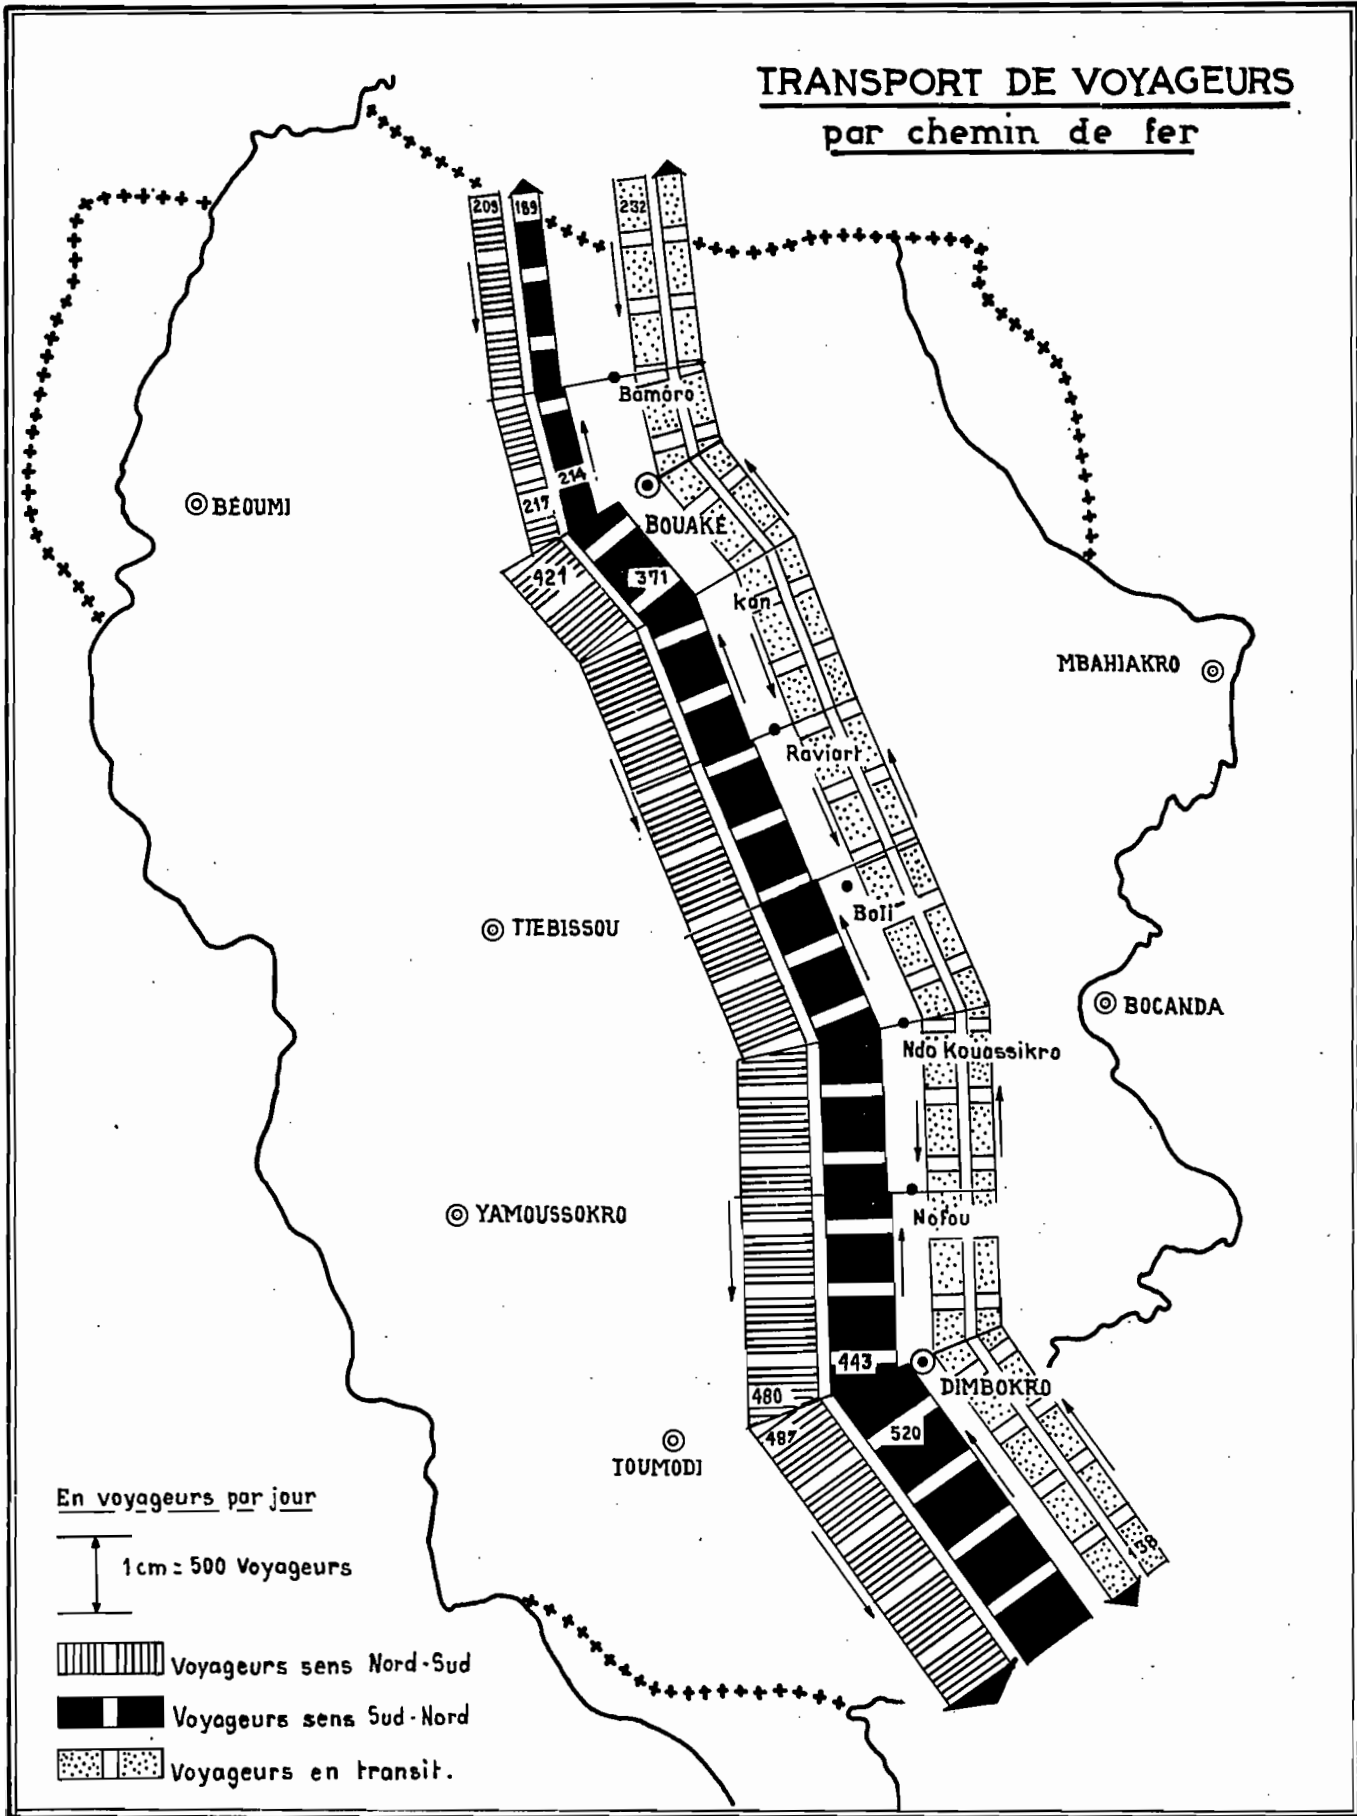 TRANSPORT DE VOYAGEURS
par chemin de fer
209
189
232
Bamoro
214
217
BÉOUMI
BOUAKÉ
421
371
kan
MBAHIAKRO
Raviart
Boli
TIEBISSOU
BOCANDA
Ndo Kouassikro
YAMOUSSOKRO
Nofou
443
480
DIMBOKRO
487
520
TOUMODI
138
En voyageurs par jour
1 cm = 500 Voyageurs
Voyageurs sens Nord-Sud
Voyageurs sens Sud-Nord
Voyageurs en transit.